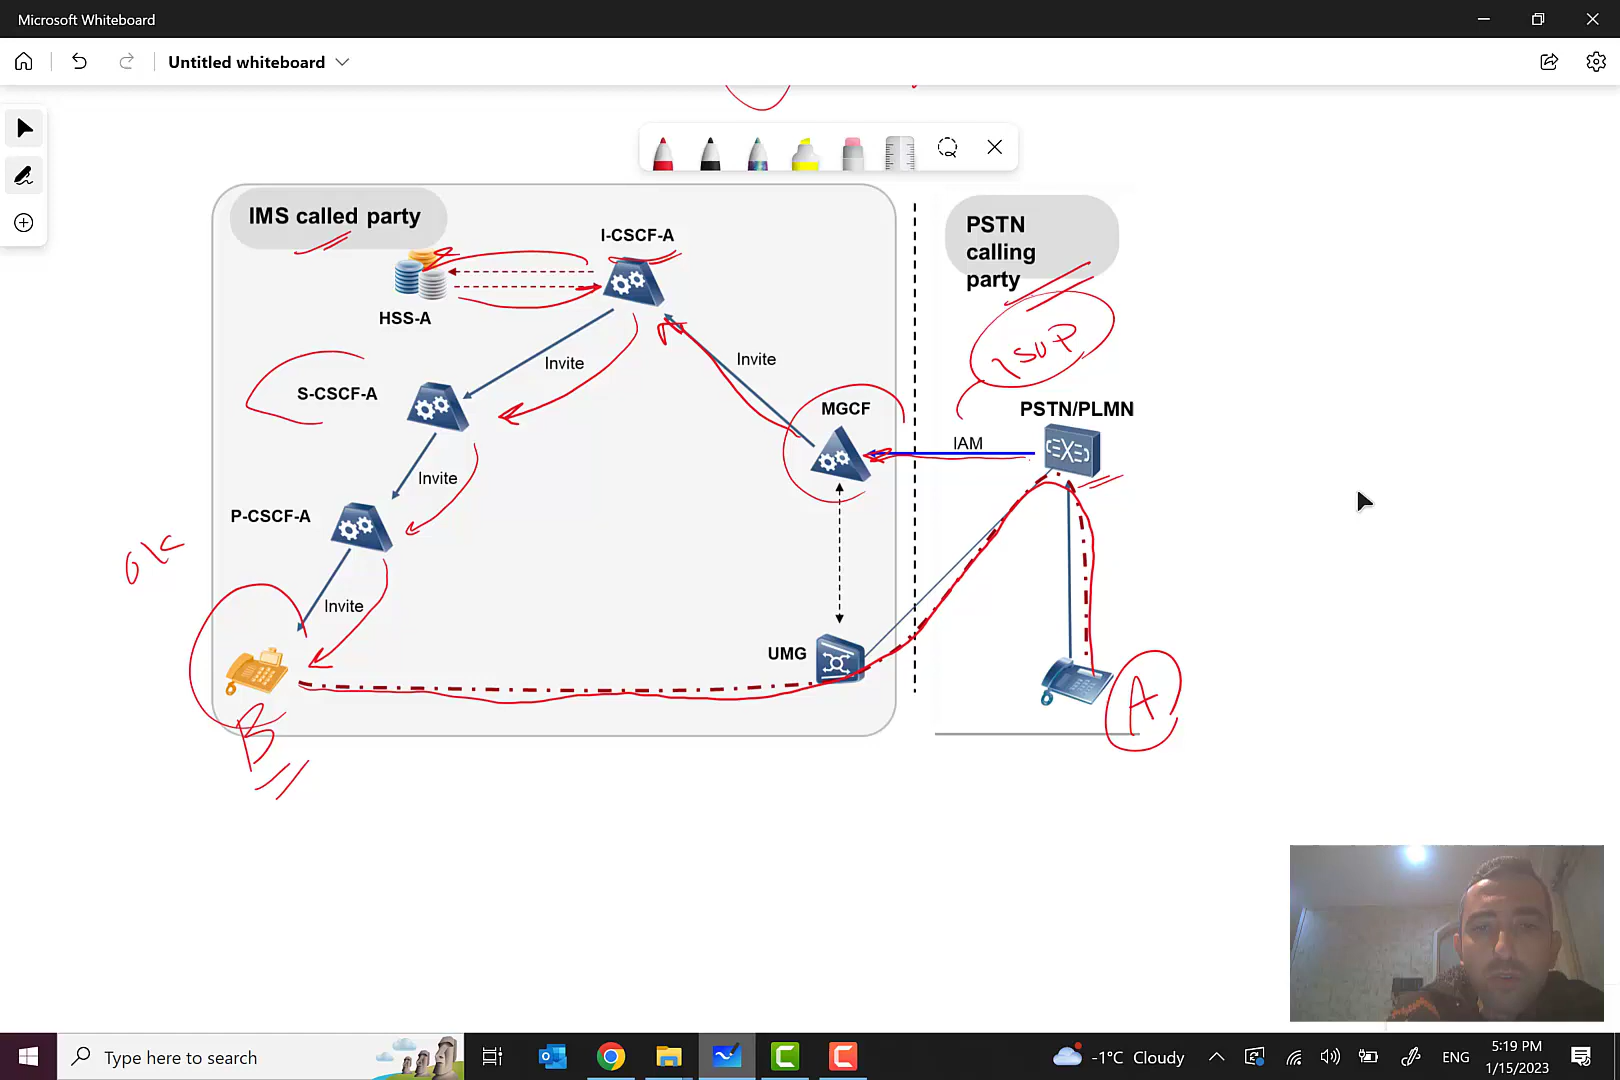 Microsoft Whiteboard
Untitled whiteboard
IMS called party
I-CSCF-A
HSS-A
PSTN
calling
party
ISUP
Invite
Invite
S-CSCF-A
MGCF
PSTN/PLMN
IAM
Invite
P-CSCF-A
Ok
Invite
UMG
A
B
Type here to search
-1°C Cloudy
ENG
5:19 PM
1/15/2023